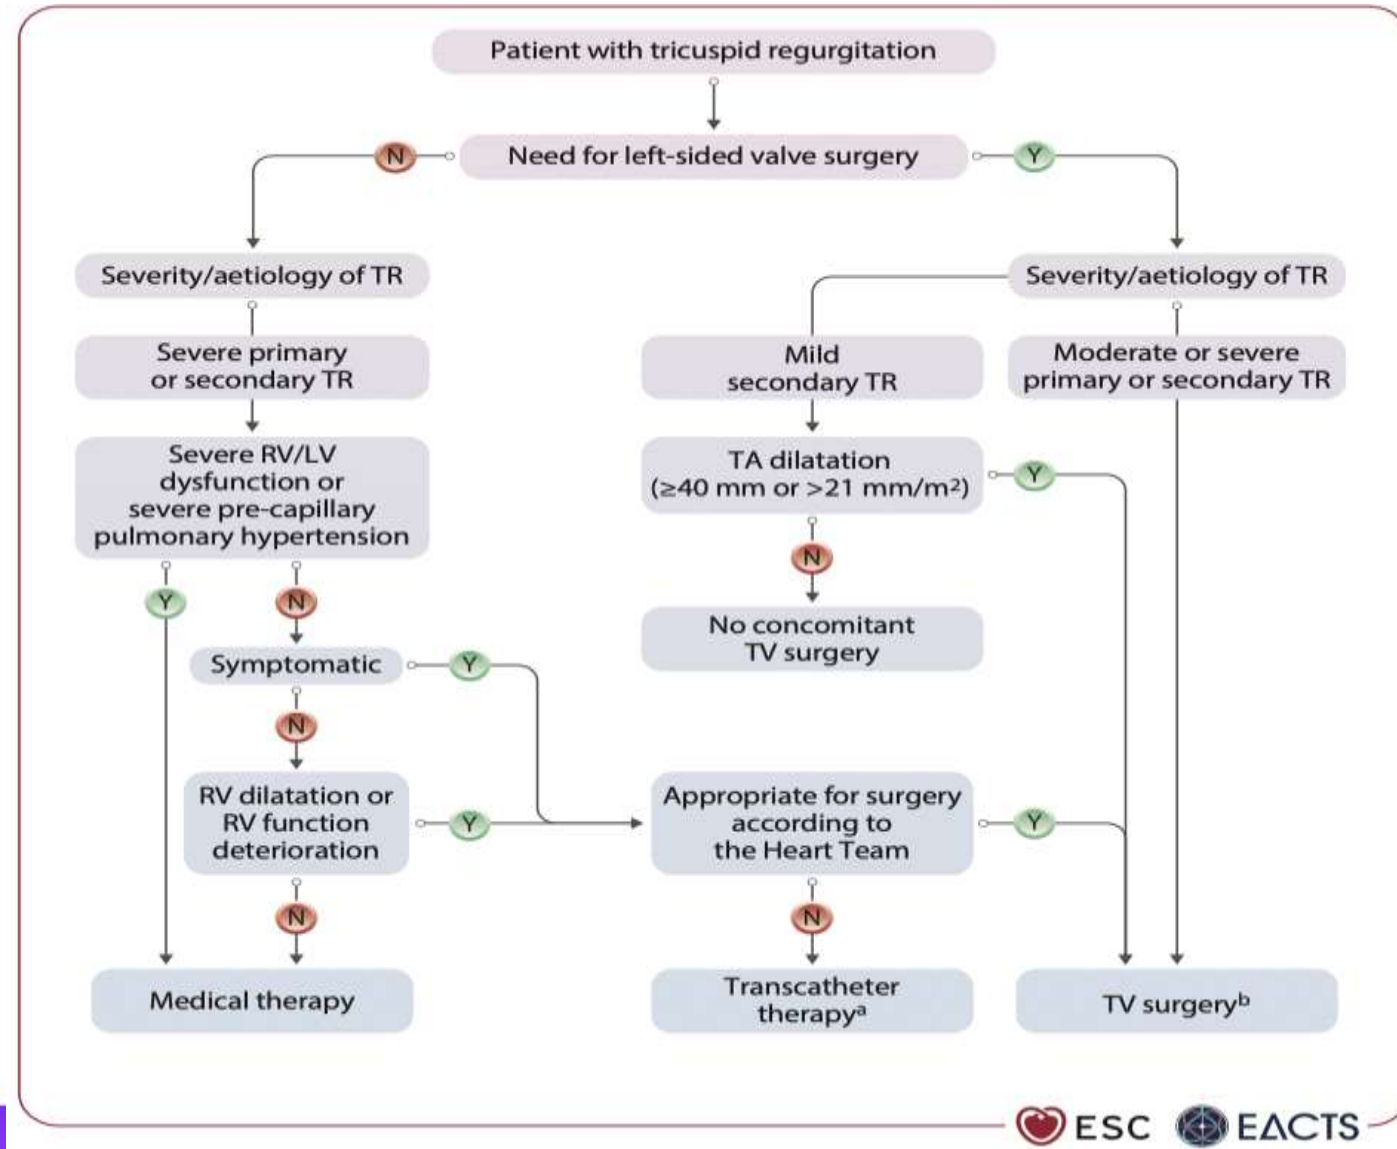 Patient with tricuspid regurgitation
N
Need for left-sided valve surgery
Y
Severity/aetiology of TR
Severity/aetiology of TR
Severe primary
or secondary TR
Mild
secondary TR
Moderate or severe
primary or secondary TR
Severe RV/LV
dysfunction or
severe pre-capillary
pulmonary hypertension
TA dilatation
(≥40 mm or >21 mm/m²)
Y
N
Y
N
No concomitant
TV surgery
Symptomatic
Y
N
RV dilatation or
RV function
deterioration
Y
Appropriate for surgery
according to
the Heart Team
Y
N
N
Medical therapy
Transcatheter
therapyᵃ
TV surgeryᵇ
ESC
EACTS